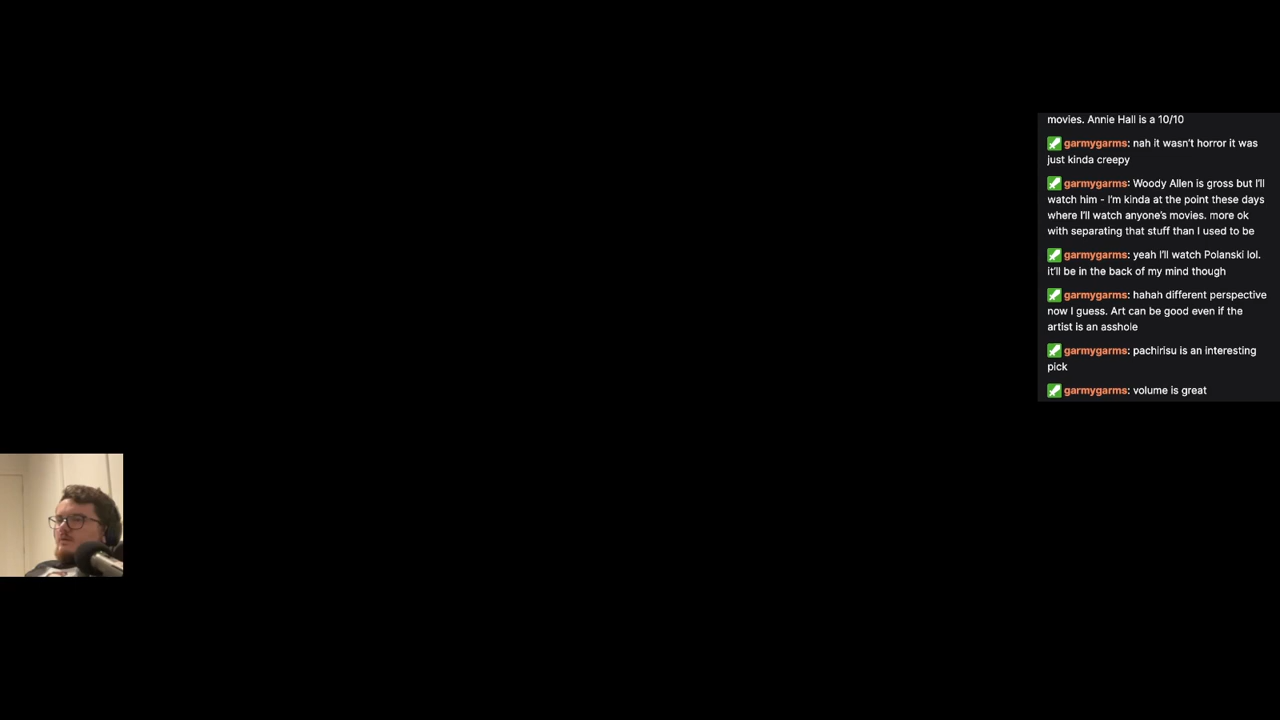 movies. Annie Hall is a 10/10
garmygarms: nah it wasn't horror it was
just kinda creepy
garmygarms: Woody Allen is gross but I'll
watch him - I'm kinda at the point these days
where I'll watch anyone's movies. more ok
with separating that stuff than I used to be
garmygarms: yeah I'll watch Polanski lol.
it'll be in the back of my mind though
garmygarms: hahah different perspective
now I guess. Art can be good even if the
artist is an asshole
garmygarms: pachirisu is an interesting
pick
garmygarms: volume is great